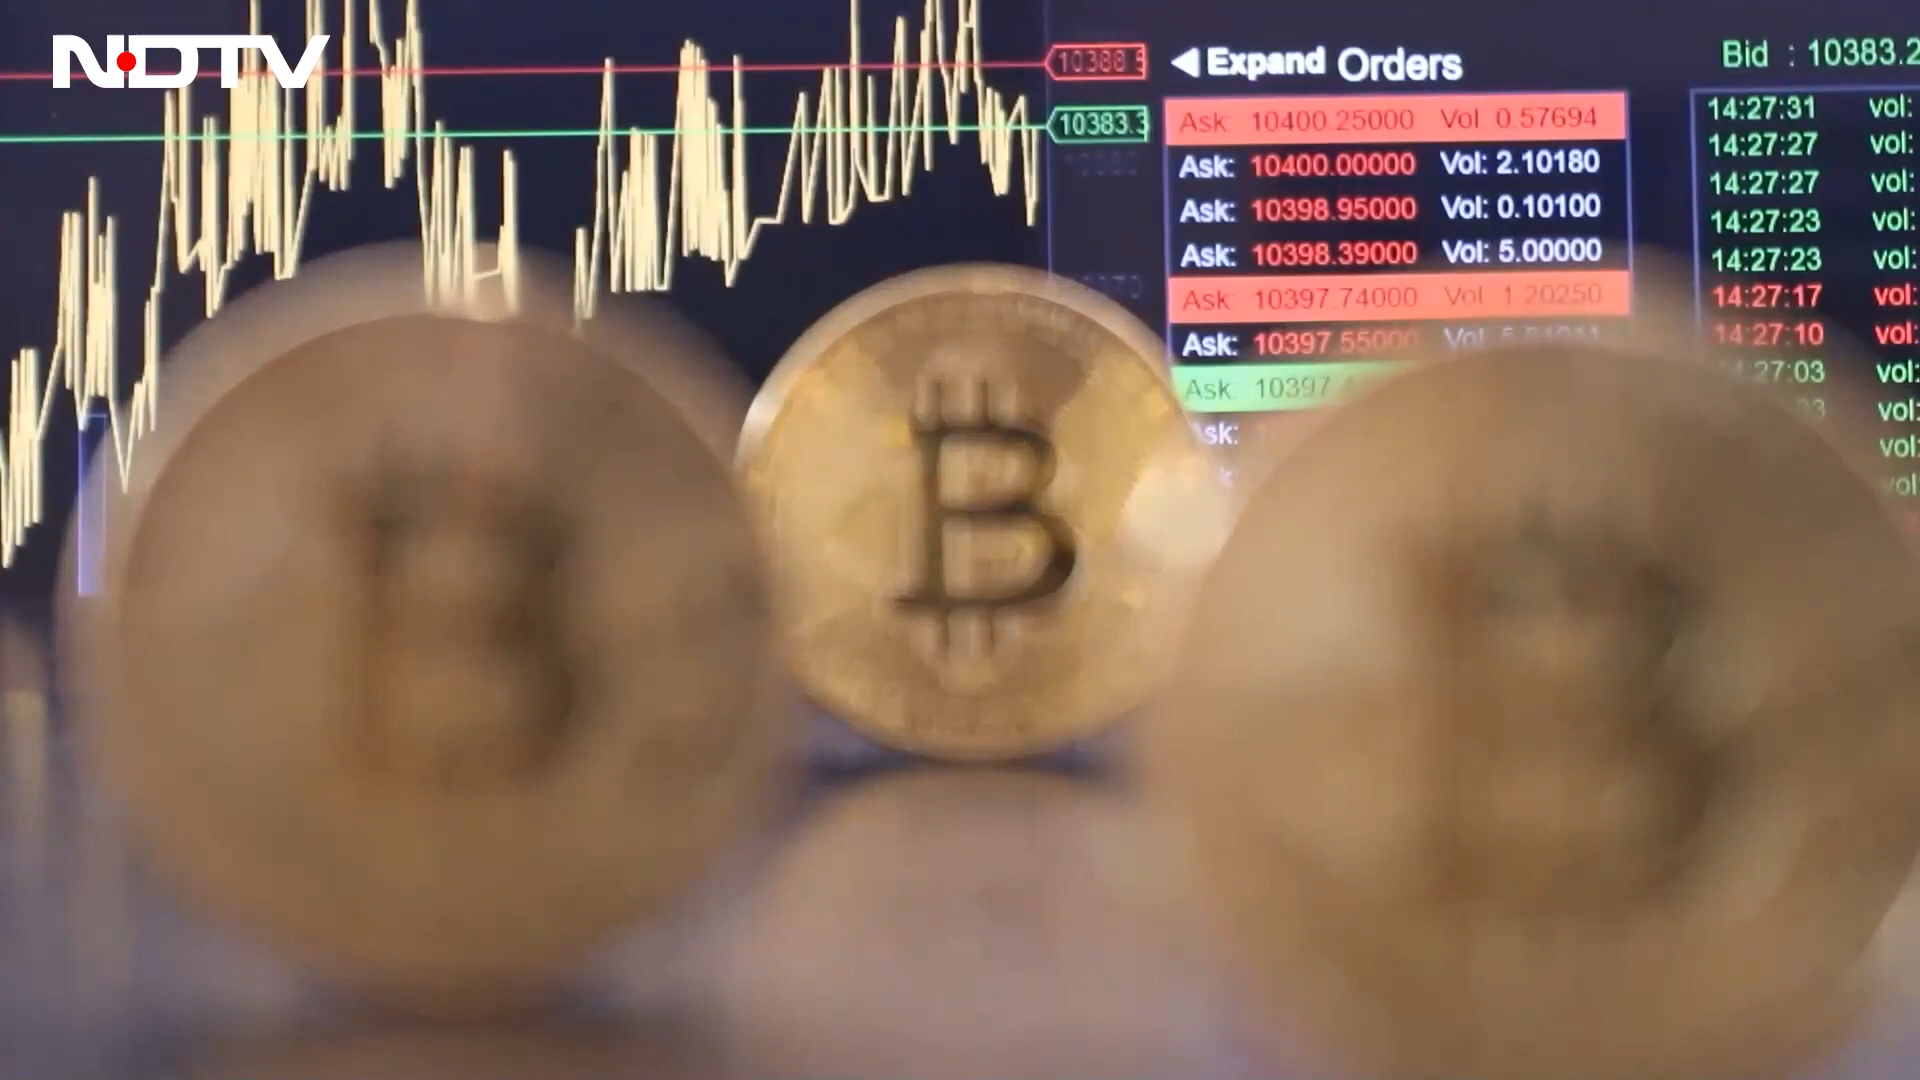 NDTV
10388.5
10383.3
Expand Orders
Ask: 10400.25000 Vol 0.57694
Ask: 10400.00000 Vol: 2.10180
Ask: 10398.95000 Vol: 0.10100
Ask: 10398.39000 Vol: 5.00000
Ask: 10397.74000 Vol 1.20250
Ask: 10397.55000 Vol:
Ask: 10397
Bid : 10383.2
14:27:31 vol:
14:27:27 vol:
14:27:27 vol:
14:27:23 vol:
14:27:23 vol:
14:27:17 vol:
14:27:10 vol:
27:03 vol:
vol:
vol: